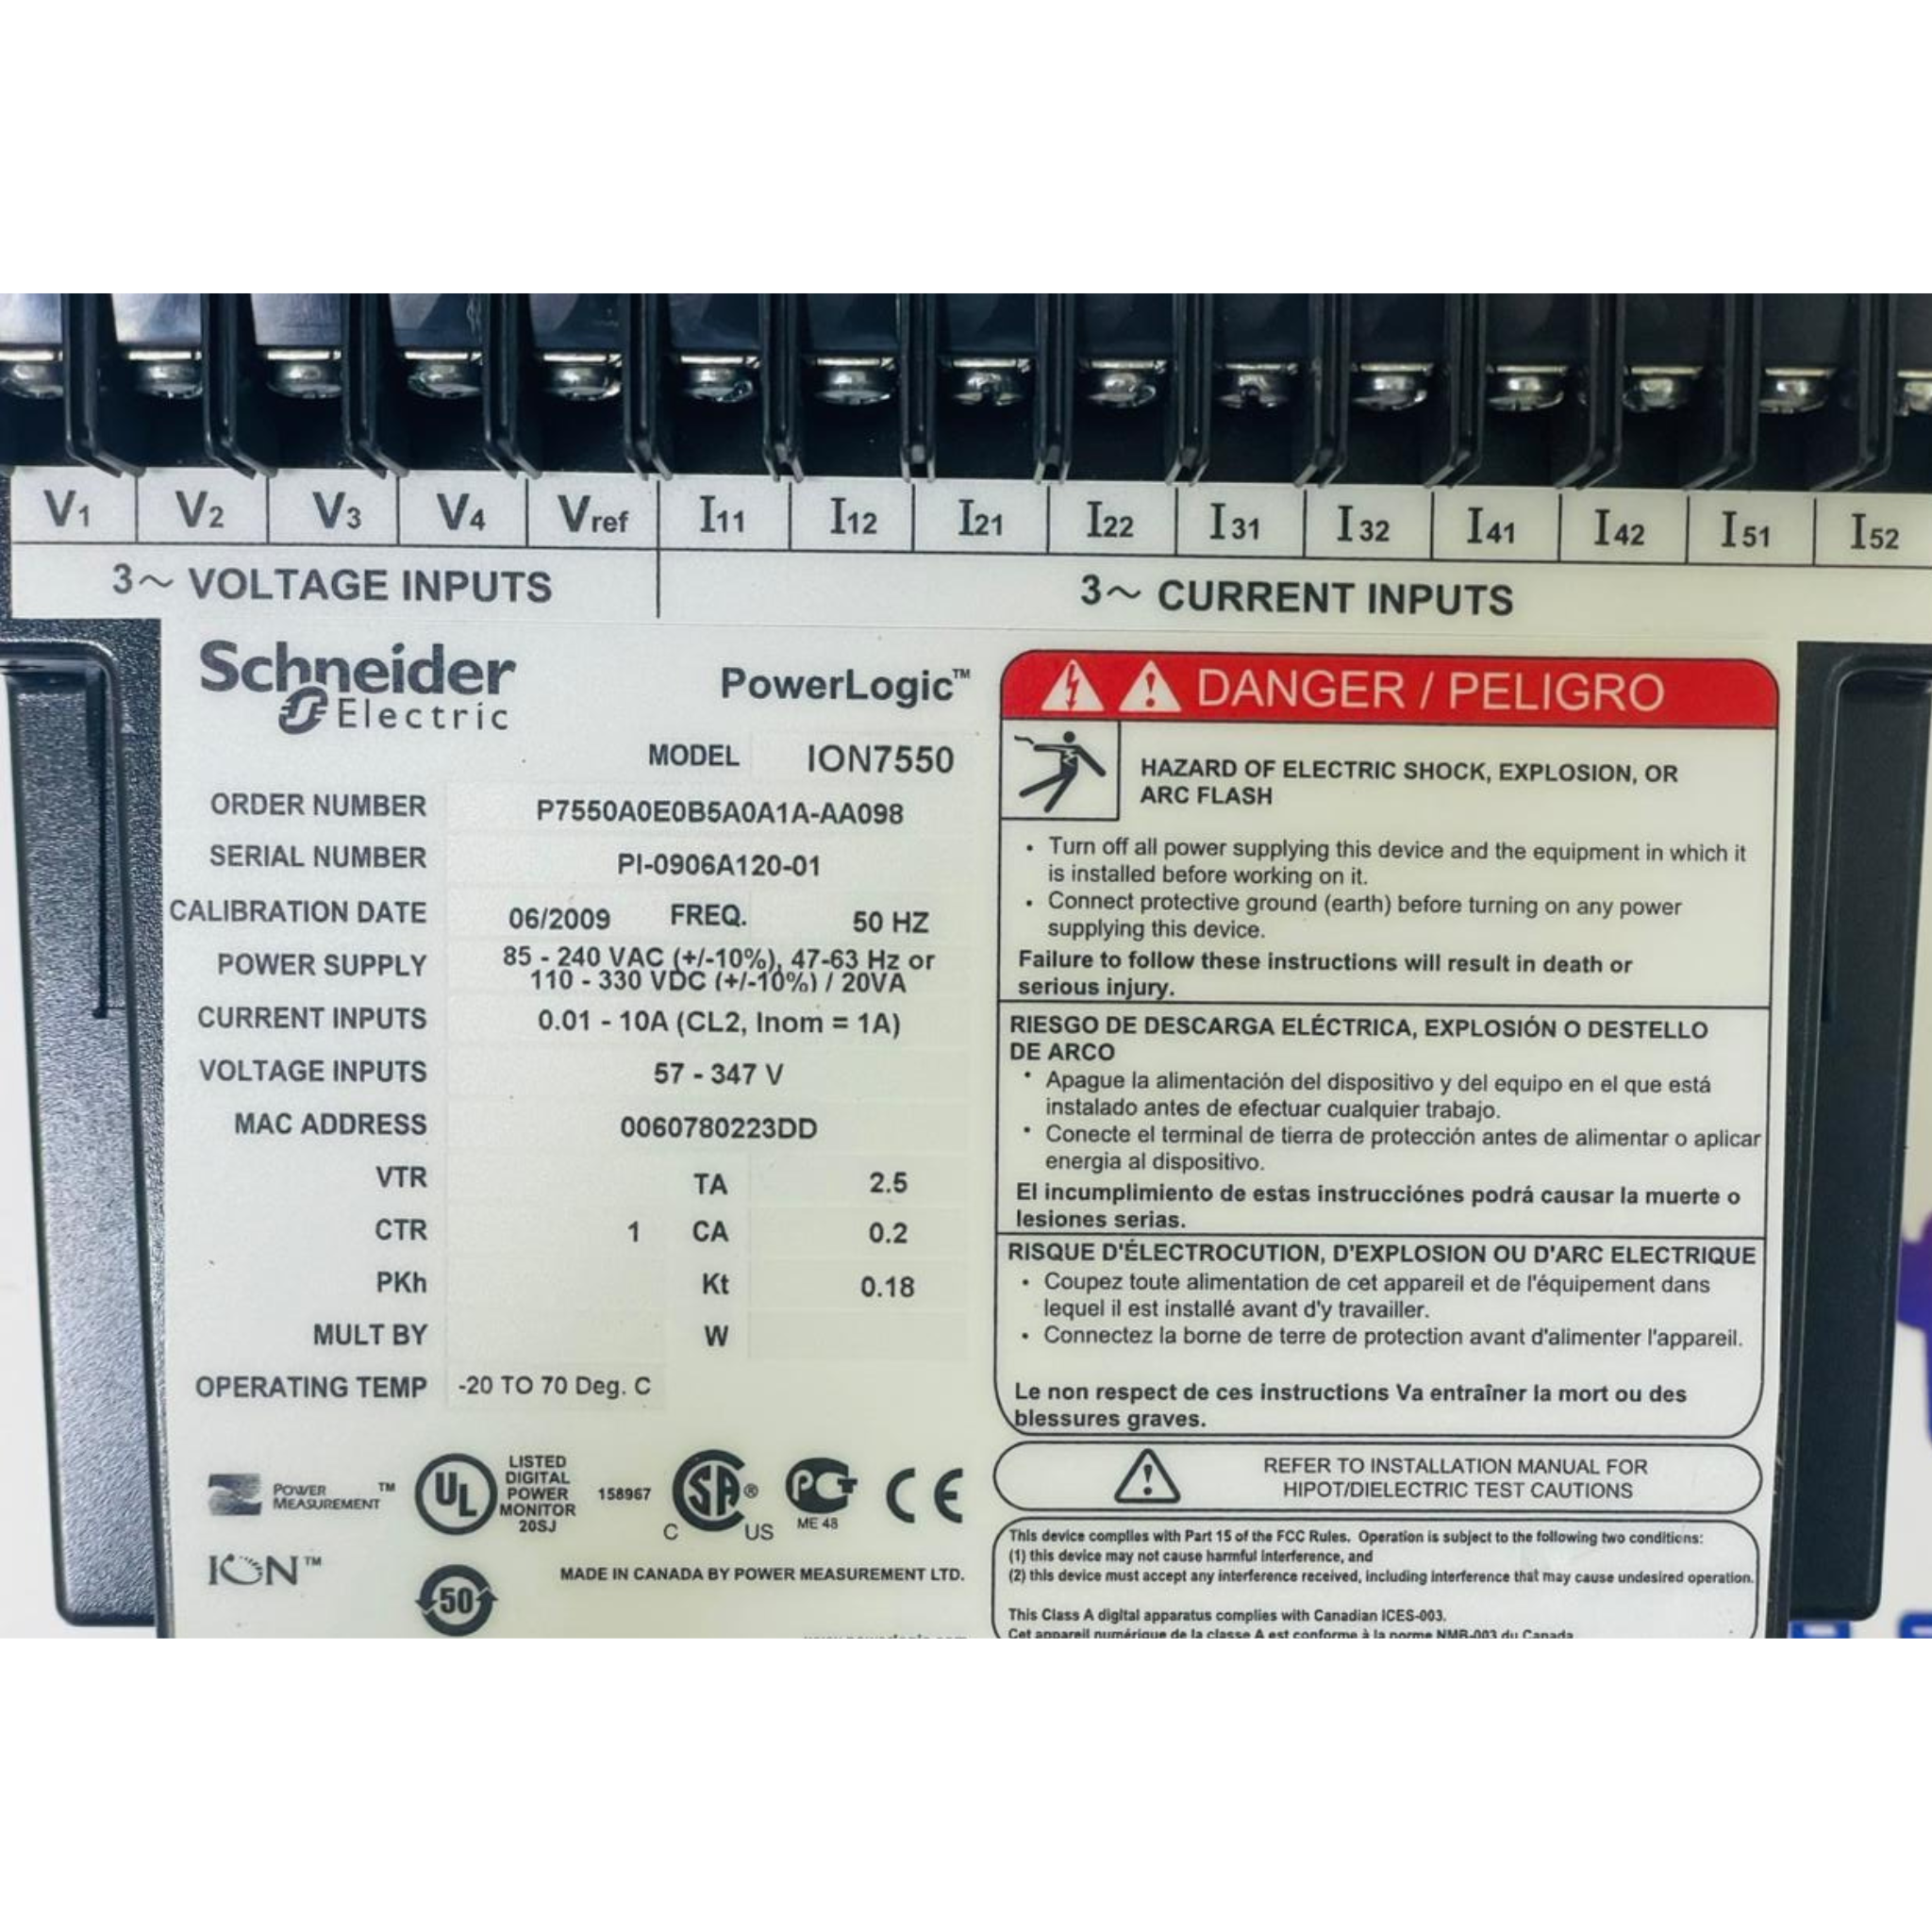 V1 V2 V3 V4 Vref I11 I12 I21 I22 I31 I32 I41 I42 I51 I52
3~ VOLTAGE INPUTS 3~ CURRENT INPUTS
Schneider
Electric
PowerLogic™
MODEL ION7550
ORDER NUMBER P7550A0E0B5A0A1A-AA098
SERIAL NUMBER PI-0906A120-01
CALIBRATION DATE 06/2009 FREQ. 50 HZ
POWER SUPPLY 85 - 240 VAC (+/-10%), 47-63 Hz or
110 - 330 VDC (+/-10%) / 20VA
CURRENT INPUTS 0.01 - 10A (CL2, Inom = 1A)
VOLTAGE INPUTS 57 - 347 V
MAC ADDRESS 0060780223DD
VTR TA 2.5
CTR 1 CA 0.2
PKh Kt 0.18
MULT BY W
OPERATING TEMP -20 TO 70 Deg. C
POWER
MEASUREMENT™
UL
LISTED
DIGITAL
POWER
MONITOR
20SJ
158967
C SA® US
PCT
ME 48
CE
ION™
50
MADE IN CANADA BY POWER MEASUREMENT LTD.
DANGER / PELIGRO
HAZARD OF ELECTRIC SHOCK, EXPLOSION, OR
ARC FLASH
• Turn off all power supplying this device and the equipment in which it
is installed before working on it.
• Connect protective ground (earth) before turning on any power
supplying this device.
Failure to follow these instructions will result in death or
serious injury.
RIESGO DE DESCARGA ELÉCTRICA, EXPLOSIÓN O DESTELLO
DE ARCO
• Apague la alimentación del dispositivo y del equipo en el que está
instalado antes de efectuar cualquier trabajo.
• Conecte el terminal de tierra de protección antes de alimentar o aplicar
energia al dispositivo.
El incumplimiento de estas instrucciónes podrá causar la muerte o
lesiones serias.
RISQUE D'ÉLECTROCUTION, D'EXPLOSION OU D'ARC ELECTRIQUE
• Coupez toute alimentation de cet appareil et de l'équipement dans
lequel il est installé avant d'y travailler.
• Connectez la borne de terre de protection avant d'alimenter l'appareil.
Le non respect de ces instructions Va entraîner la mort ou des
blessures graves.
REFER TO INSTALLATION MANUAL FOR
HIPOT/DIELECTRIC TEST CAUTIONS
This device complies with Part 15 of the FCC Rules. Operation is subject to the following two conditions:
(1) this device may not cause harmful interference, and
(2) this device must accept any interference received, including interference that may cause undesired operation.
This Class A digital apparatus complies with Canadian ICES-003.
Cet appareil numérique de la classe A est conforme à la norme NMB-003 du Canada